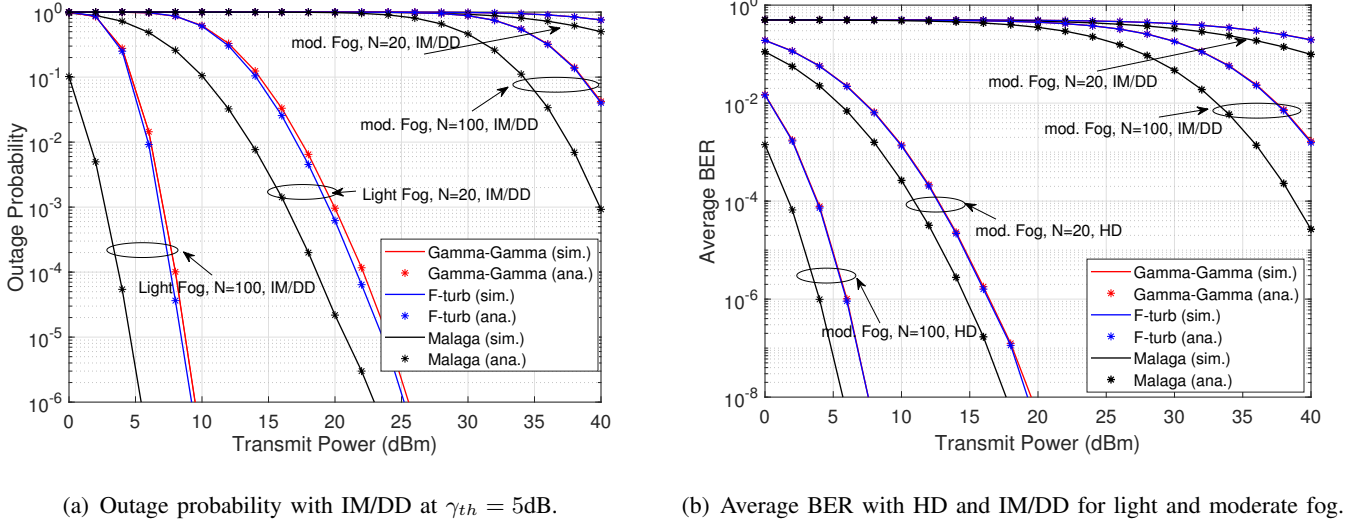 10^0
10^-1
10^-2
10^-3
10^-4
10^-5
10^-6
Outage Probability
mod. Fog, N=20, IM/DD
mod. Fog, N=100, IM/DD
Light Fog, N=20, IM/DD
Light Fog, N=100, IM/DD
Gamma-Gamma (sim.)
Gamma-Gamma (ana.)
F-turb (sim.)
F-turb (ana.)
Malaga (sim.)
Malaga (ana.)
0 5 10 15 20 25 30 35 40
Transmit Power (dBm)
(a) Outage probability with IM/DD at γ_th = 5dB.
10^0
10^-2
10^-4
10^-6
10^-8
Average BER
mod. Fog, N=20, IM/DD
mod. Fog, N=100, IM/DD
mod. Fog, N=20, HD
mod. Fog, N=100, HD
Gamma-Gamma (sim.)
Gamma-Gamma (ana.)
F-turb (sim.)
F-turb (ana.)
Malaga (sim.)
Malaga (ana.)
0 5 10 15 20 25 30 35 40
Transmit Power (dBm)
(b) Average BER with HD and IM/DD for light and moderate fog.